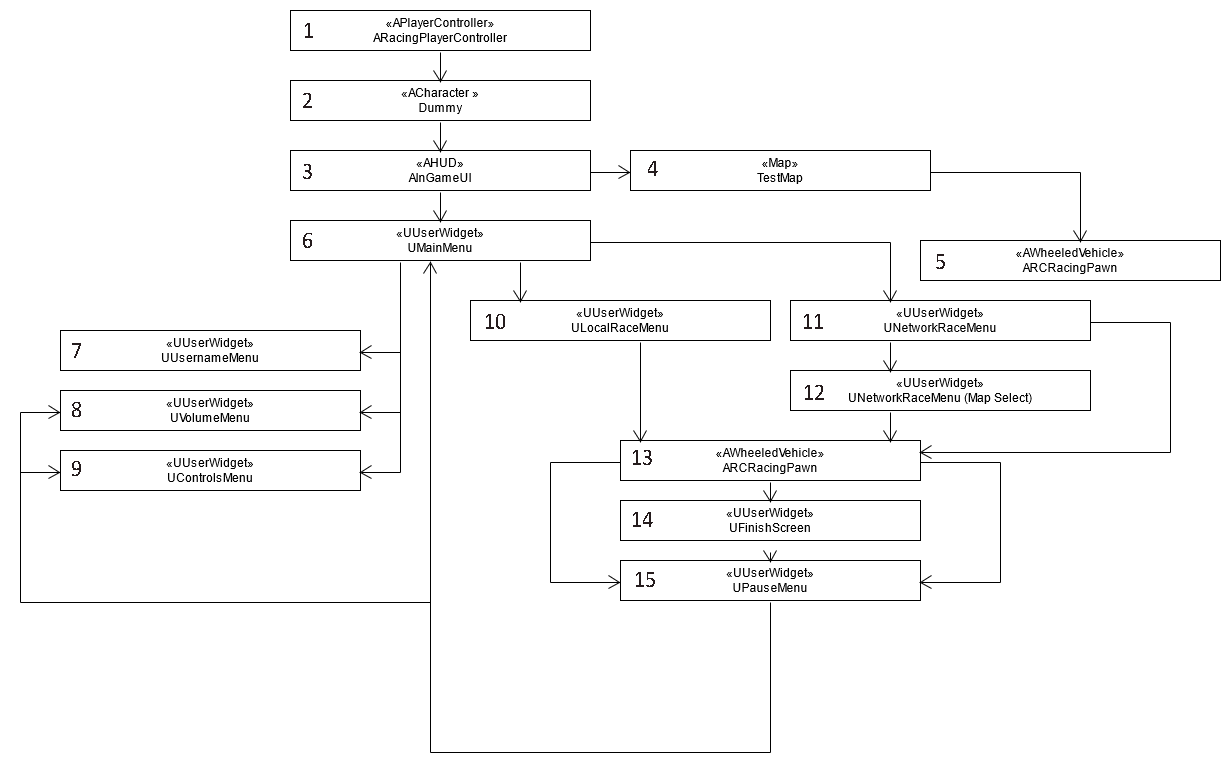 1
«APlayerController»
ARacingPlayerController
2
«ACharacter »
Dummy
3
«AHUD»
AInGameUI
4
«Map»
TestMap
5
«AWheeledVehicle»
ARCRacingPawn
6
«UUserWidget»
UMainMenu
7
«UUserWidget»
UUsernameMenu
8
«UUserWidget»
UVolumeMenu
9
«UUserWidget»
UControlsMenu
10
«UUserWidget»
ULocalRaceMenu
11
«UUserWidget»
UNetworkRaceMenu
12
«UUserWidget»
UNetworkRaceMenu (Map Select)
13
«AWheeledVehicle»
ARCRacingPawn
14
«UUserWidget»
UFinishScreen
15
«UUserWidget»
UPauseMenu